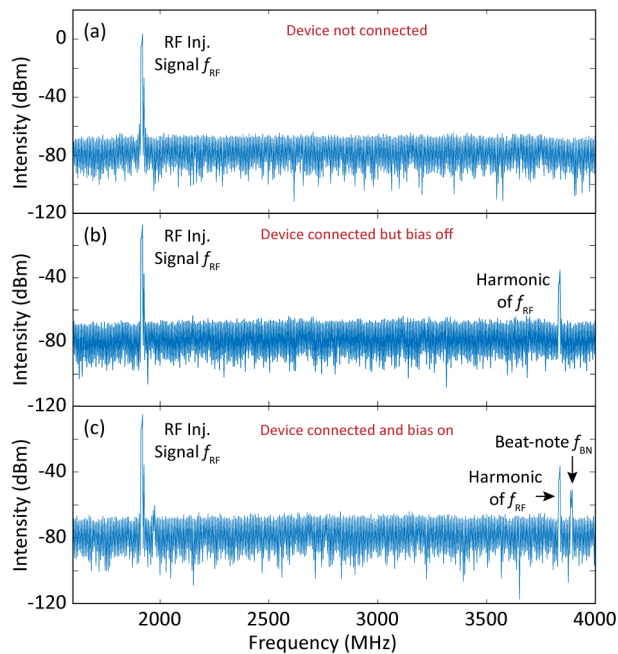 (a)
RF Inj.
Signal fRF
Device not connected
0
-40
-80
-120
Intensity (dBm)
(b)
RF Inj.
Signal fRF
Device connected but bias off
Harmonic
of fRF
-40
-80
-120
Intensity (dBm)
(c)
RF Inj.
Signal fRF
Device connected and bias on
Beat-note fBN
Harmonic
of fRF
-40
-80
-120
Intensity (dBm)
2000 2500 3000 3500 4000
Frequency (MHz)